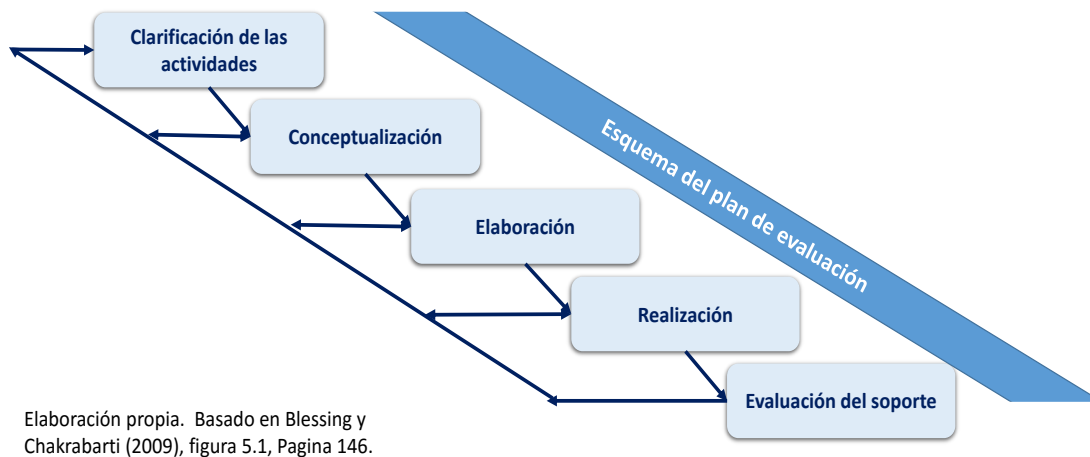 Clarificación de las
actividades
Conceptualización
Elaboración
Realización
Evaluación del soporte
Esquema del plan de evaluación
Elaboración propia.  Basado en Blessing y
Chakrabarti (2009), figura 5.1, Pagina 146.